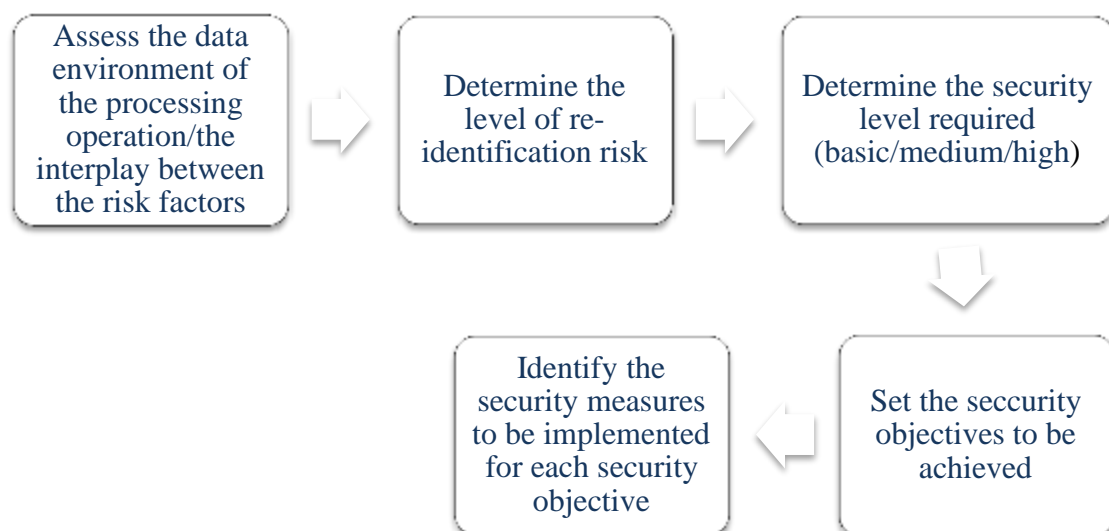 Assess the data
environment of
the processing
operation/the
interplay between
the risk factors
Determine the
level of re-
identification risk
Determine the security
level required
(basic/medium/high)
Set the seccurity
objectives to be
achieved
Identify the
security measures
to be implemented
for each security
objective